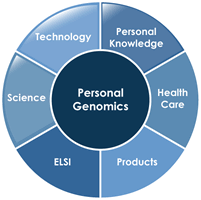 Technology
Personal
Knowledge
Science
Personal
Genomics
Health
Care
ELSI
Products